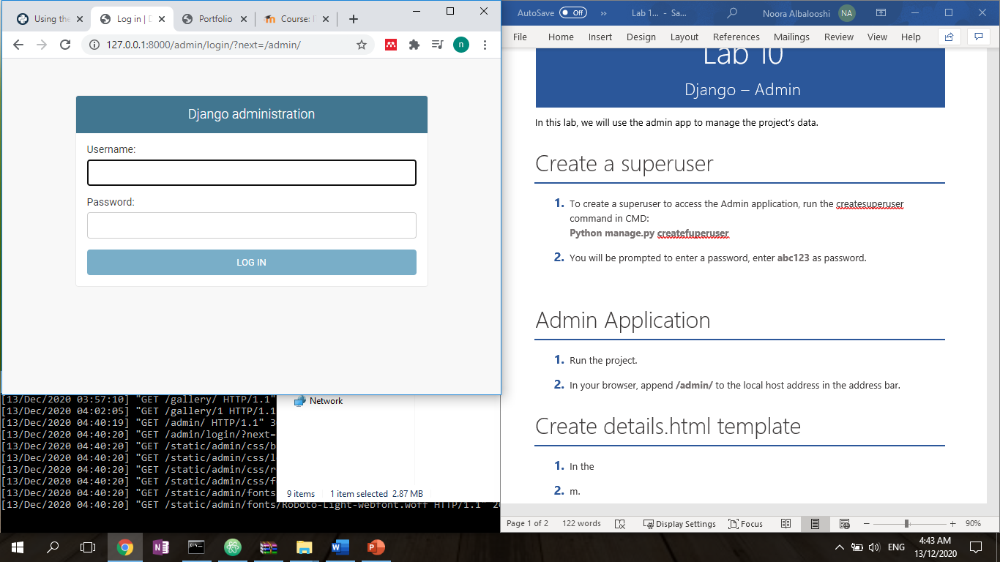 Using the
Log in | D
Portfolio
Course: I
127.0.0.1:8000/admin/login/?next=/admin/
n
Django administration
Username:
Password:
LOG IN
[13/Dec/2020 03:57:10] "GET /gallery/ HTTP/1.1"
[13/Dec/2020 04:02:05] "GET /gallery/1 HTTP/1.1
[13/Dec/2020 04:40:19] "GET /admin/ HTTP/1.1" 3
[13/Dec/2020 04:40:20] "GET /admin/login/?next=
[13/Dec/2020 04:40:20] "GET /static/admin/css/b
[13/Dec/2020 04:40:20] "GET /static/admin/css/l
[13/Dec/2020 04:40:20] "GET /static/admin/css/r
[13/Dec/2020 04:40:20] "GET /static/admin/css/f
[13/Dec/2020 04:40:20] "GET /static/admin/fonts
[13/Dec/2020 04:40:20] "GET /static/admin/fonts/Roboto-Light-webfont.woff HTTP/1.1" 20
Network
9 items 1 item selected 2.87 MB
AutoSave Off Lab 1... - Sa... Noora Albalooshi NA
File Home Insert Design Layout References Mailings Review View Help
Lab 10
Django – Admin
In this lab, we will use the admin app to manage the project's data.
Create a superuser
1. To create a superuser to access the Admin application, run the createsuperuser
command in CMD:
Python manage.py createfuperuser
2. You will be prompted to enter a password, enter abc123 as password.
Admin Application
1. Run the project.
2. In your browser, append /admin/ to the local host address in the address bar.
Create details.html template
1. In the
2. m.
Page 1 of 2 122 words Display Settings Focus 90%
ENG
4:43 AM
13/12/2020